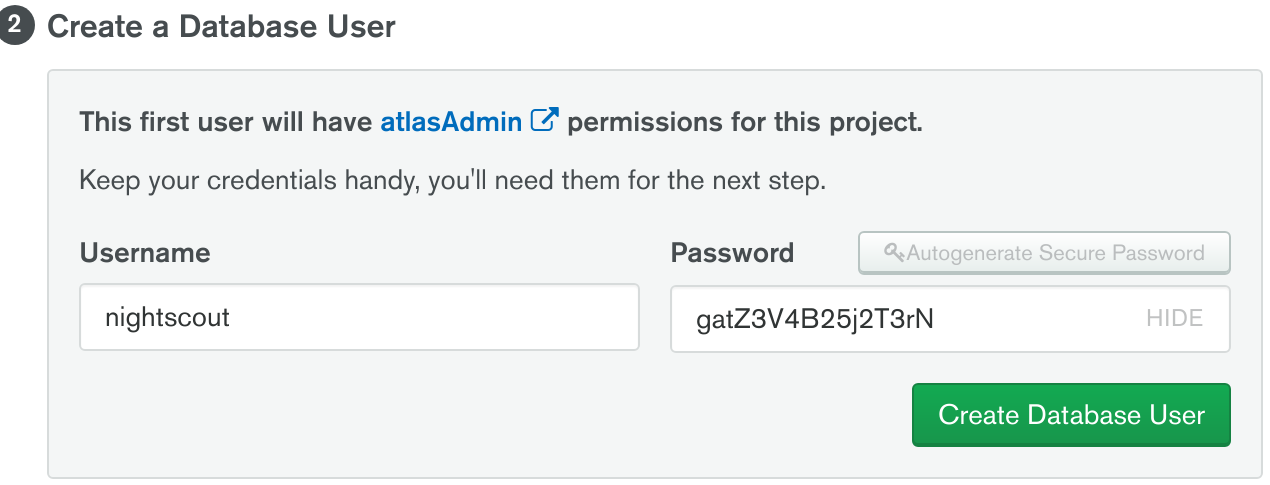 2 Create a Database User
This first user will have atlasAdmin permissions for this project.
Keep your credentials handy, you'll need them for the next step.
Username
Password
Autogenerate Secure Password
nightscout
gatZ3V4B25j2T3rN
HIDE
Create Database User